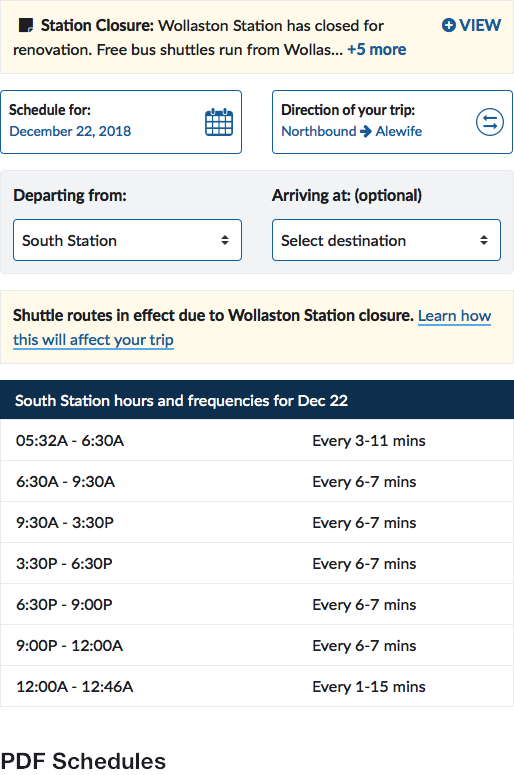 Station Closure: Wollaston Station has closed for
renovation. Free bus shuttles run from Wollas... +5 more
VIEW
Schedule for:
December 22, 2018
Direction of your trip:
Northbound → Alewife
Departing from:
South Station
Arriving at: (optional)
Select destination
Shuttle routes in effect due to Wollaston Station closure. Learn how
this will affect your trip
South Station hours and frequencies for Dec 22
05:32A - 6:30A Every 3-11 mins
6:30A - 9:30A Every 6-7 mins
9:30A - 3:30P Every 6-7 mins
3:30P - 6:30P Every 6-7 mins
6:30P - 9:00P Every 6-7 mins
9:00P - 12:00A Every 6-7 mins
12:00A - 12:46A Every 1-15 mins
PDF Schedules